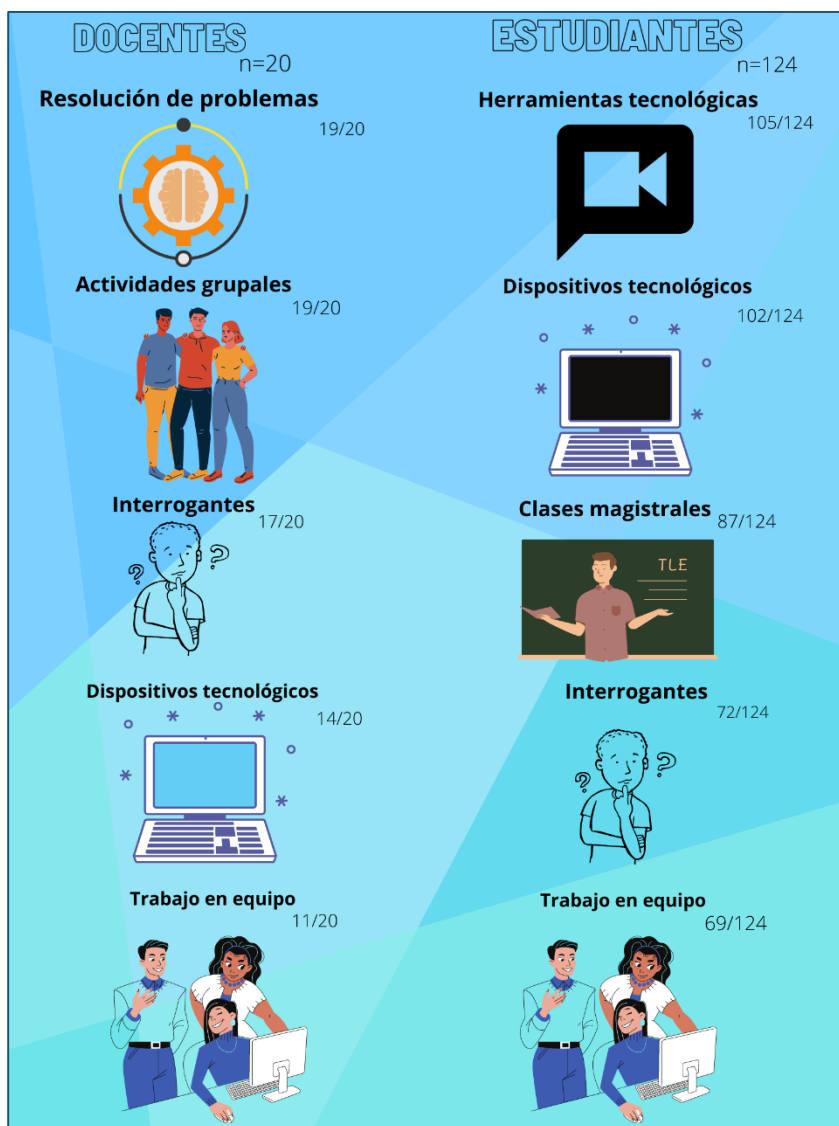 DOCENTES
n=20
Resolución de problemas
19/20
Actividades grupales
19/20
Interrogantes
17/20
Dispositivos tecnológicos
14/20
Trabajo en equipo
11/20
ESTUDIANTES
n=124
Herramientas tecnológicas
105/124
Dispositivos tecnológicos
102/124
Clases magistrales
87/124
TLE
Interrogantes
72/124
Trabajo en equipo
69/124